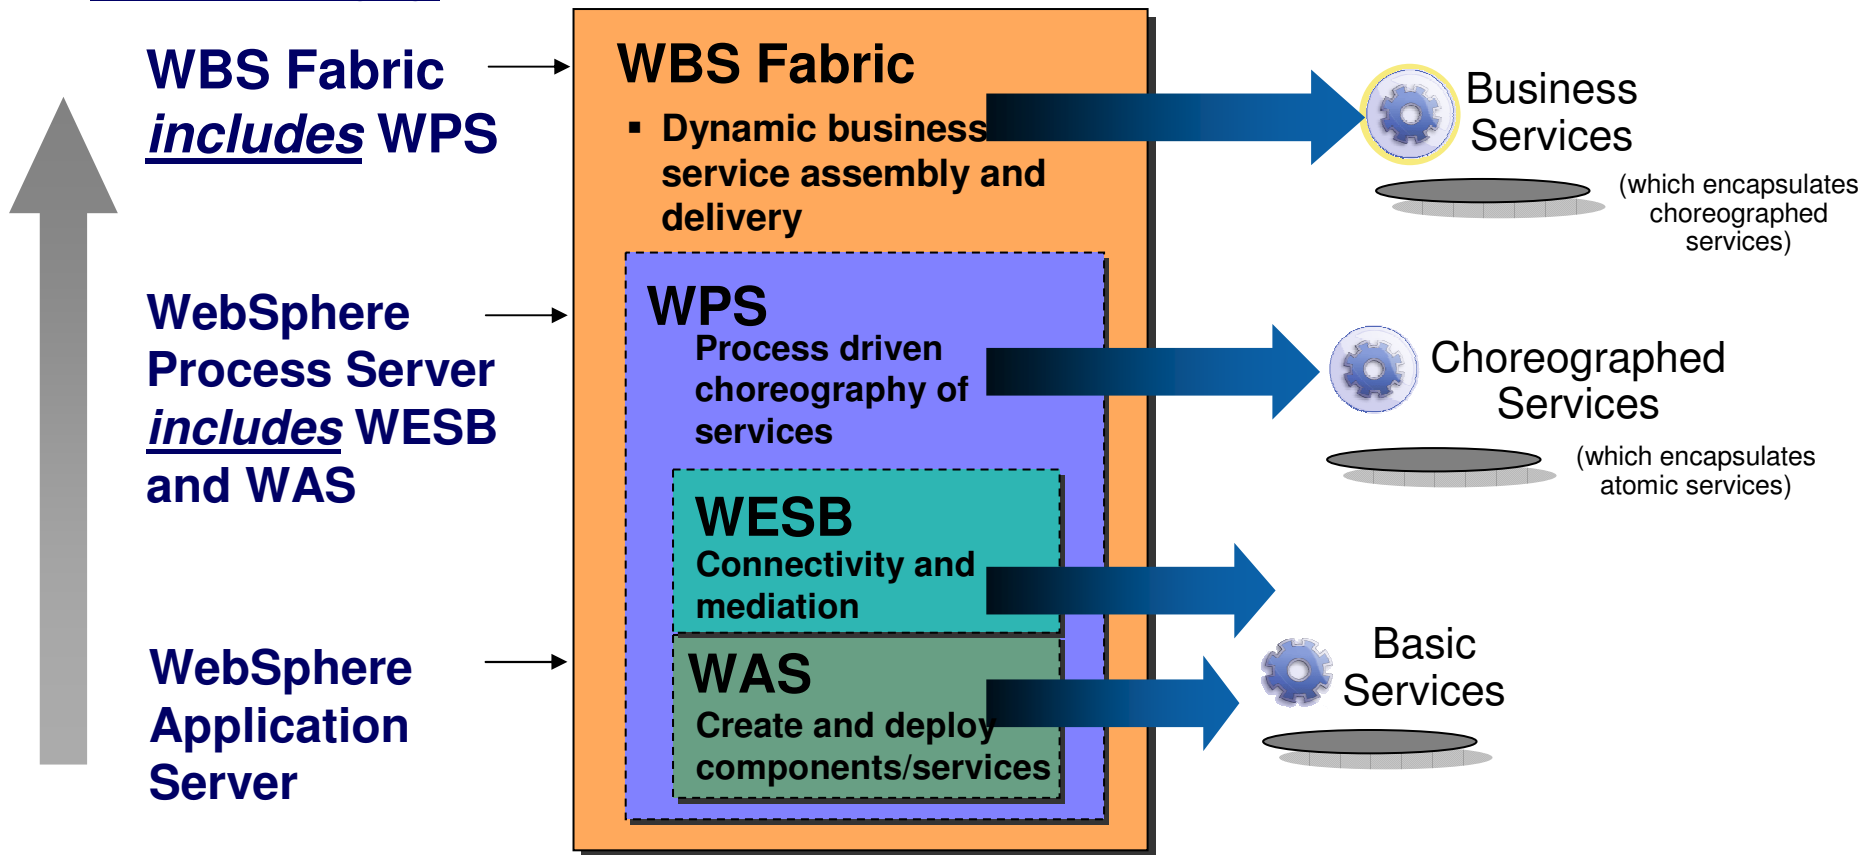 WBS Fabric
includes WPS
WebSphere
Process Server
includes WESB
and WAS
WebSphere
Application
Server
WBS Fabric
▪ Dynamic business
service assembly and
delivery
WPS
Process driven
choreography of
services
WESB
Connectivity and
mediation
WAS
Create and deploy
components/services
Business
Services
(which encapsulates
choreographed
services)
Choreographed
Services
(which encapsulates
atomic services)
Basic
Services